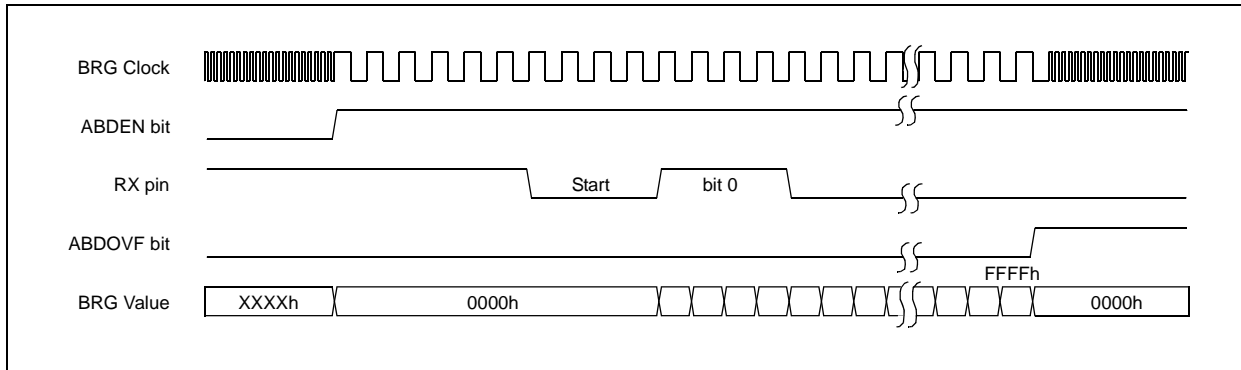 BRG Clock
ABDEN bit
RX pin
Start
bit 0
ABDOVF bit
FFFFh
BRG Value
XXXXh
0000h
0000h